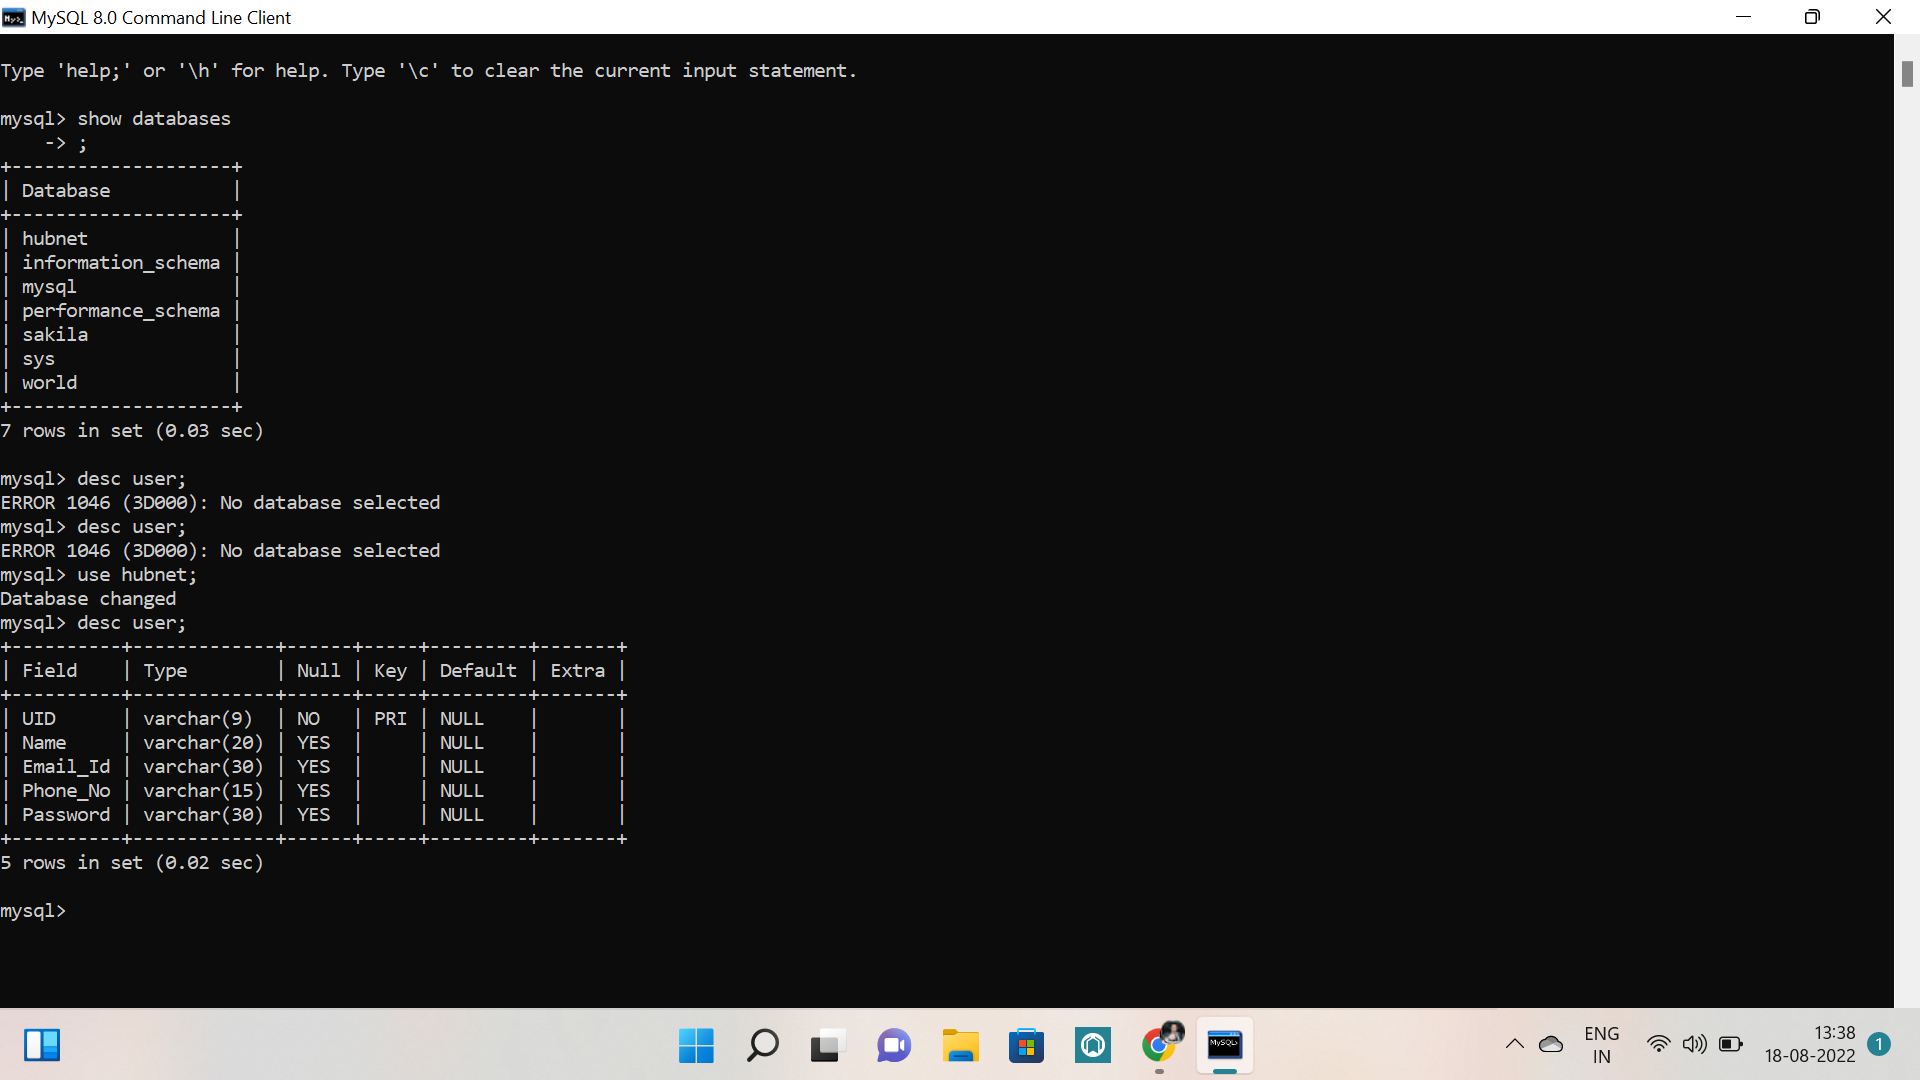 MySQL 8.0 Command Line Client
Type 'help;' or '\h' for help. Type '\c' to clear the current input statement.
mysql> show databases
    -> ;
+--------------------+
| Database           |
+--------------------+
| hubnet             |
| information_schema |
| mysql              |
| performance_schema |
| sakila             |
| sys                |
| world              |
+--------------------+
7 rows in set (0.03 sec)
mysql> desc user;
ERROR 1046 (3D000): No database selected
mysql> desc user;
ERROR 1046 (3D000): No database selected
mysql> use hubnet;
Database changed
mysql> desc user;
+----------+-------------+------+-----+---------+-------+
| Field    | Type        | Null | Key | Default | Extra |
+----------+-------------+------+-----+---------+-------+
| UID      | varchar(9)  | NO   | PRI | NULL    |       |
| Name     | varchar(20) | YES  |     | NULL    |       |
| Email_Id | varchar(30) | YES  |     | NULL    |       |
| Phone_No | varchar(15) | YES  |     | NULL    |       |
| Password | varchar(30) | YES  |     | NULL    |       |
+----------+-------------+------+-----+---------+-------+
5 rows in set (0.02 sec)
mysql>
MySQL>
ENG
IN
13:38
18-08-2022
1